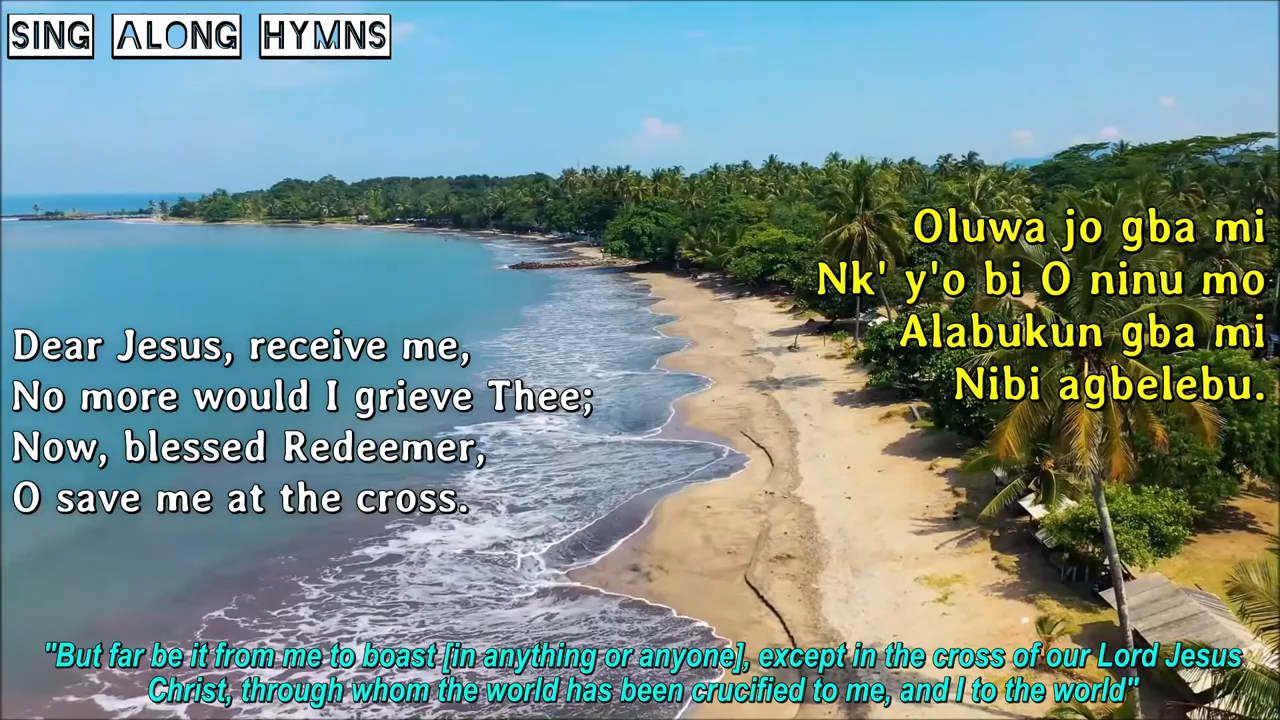 SING ALONG HYMNS
Oluwa jo gba mi
Nk' y'o bi O ninu mo
Alabukun gba mi
Nibi agbelebu.
Dear Jesus, receive me,
No more would I grieve Thee;
Now, blessed Redeemer,
O save me at the cross.
"But far be it from me to boast [in anything or anyone], except in the cross of our Lord Jesus
Christ, through whom the world has been crucified to me, and I to the world"